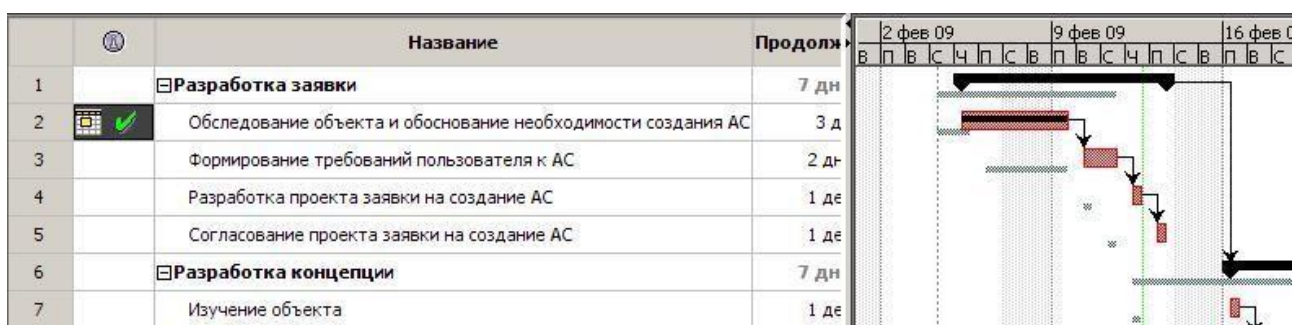 Название Продолж
2 фев 09 9 фев 09 16 фев 0
В П В С Ч П С В П В С Ч П С В П В С
1 Разработка заявки 7 дн
2 Обследование объекта и обоснование необходимости создания АС 3 д
3 Формирование требований пользователя к АС 2 дн
4 Разработка проекта заявки на создание АС 1 де
5 Согласование проекта заявки на создание АС 1 де
6 Разработка концепции 7 дн
7 Изучение объекта 1 де